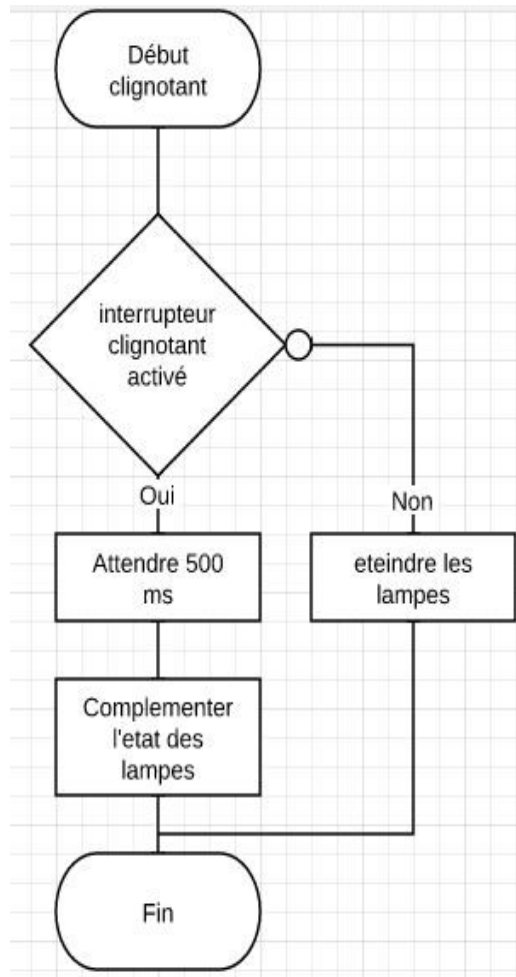 Début
clignotant
interrupteur
clignotant
activé
Oui
Non
Attendre 500
ms
eteindre les
lampes
Complementer
l'etat des
lampes
Fin